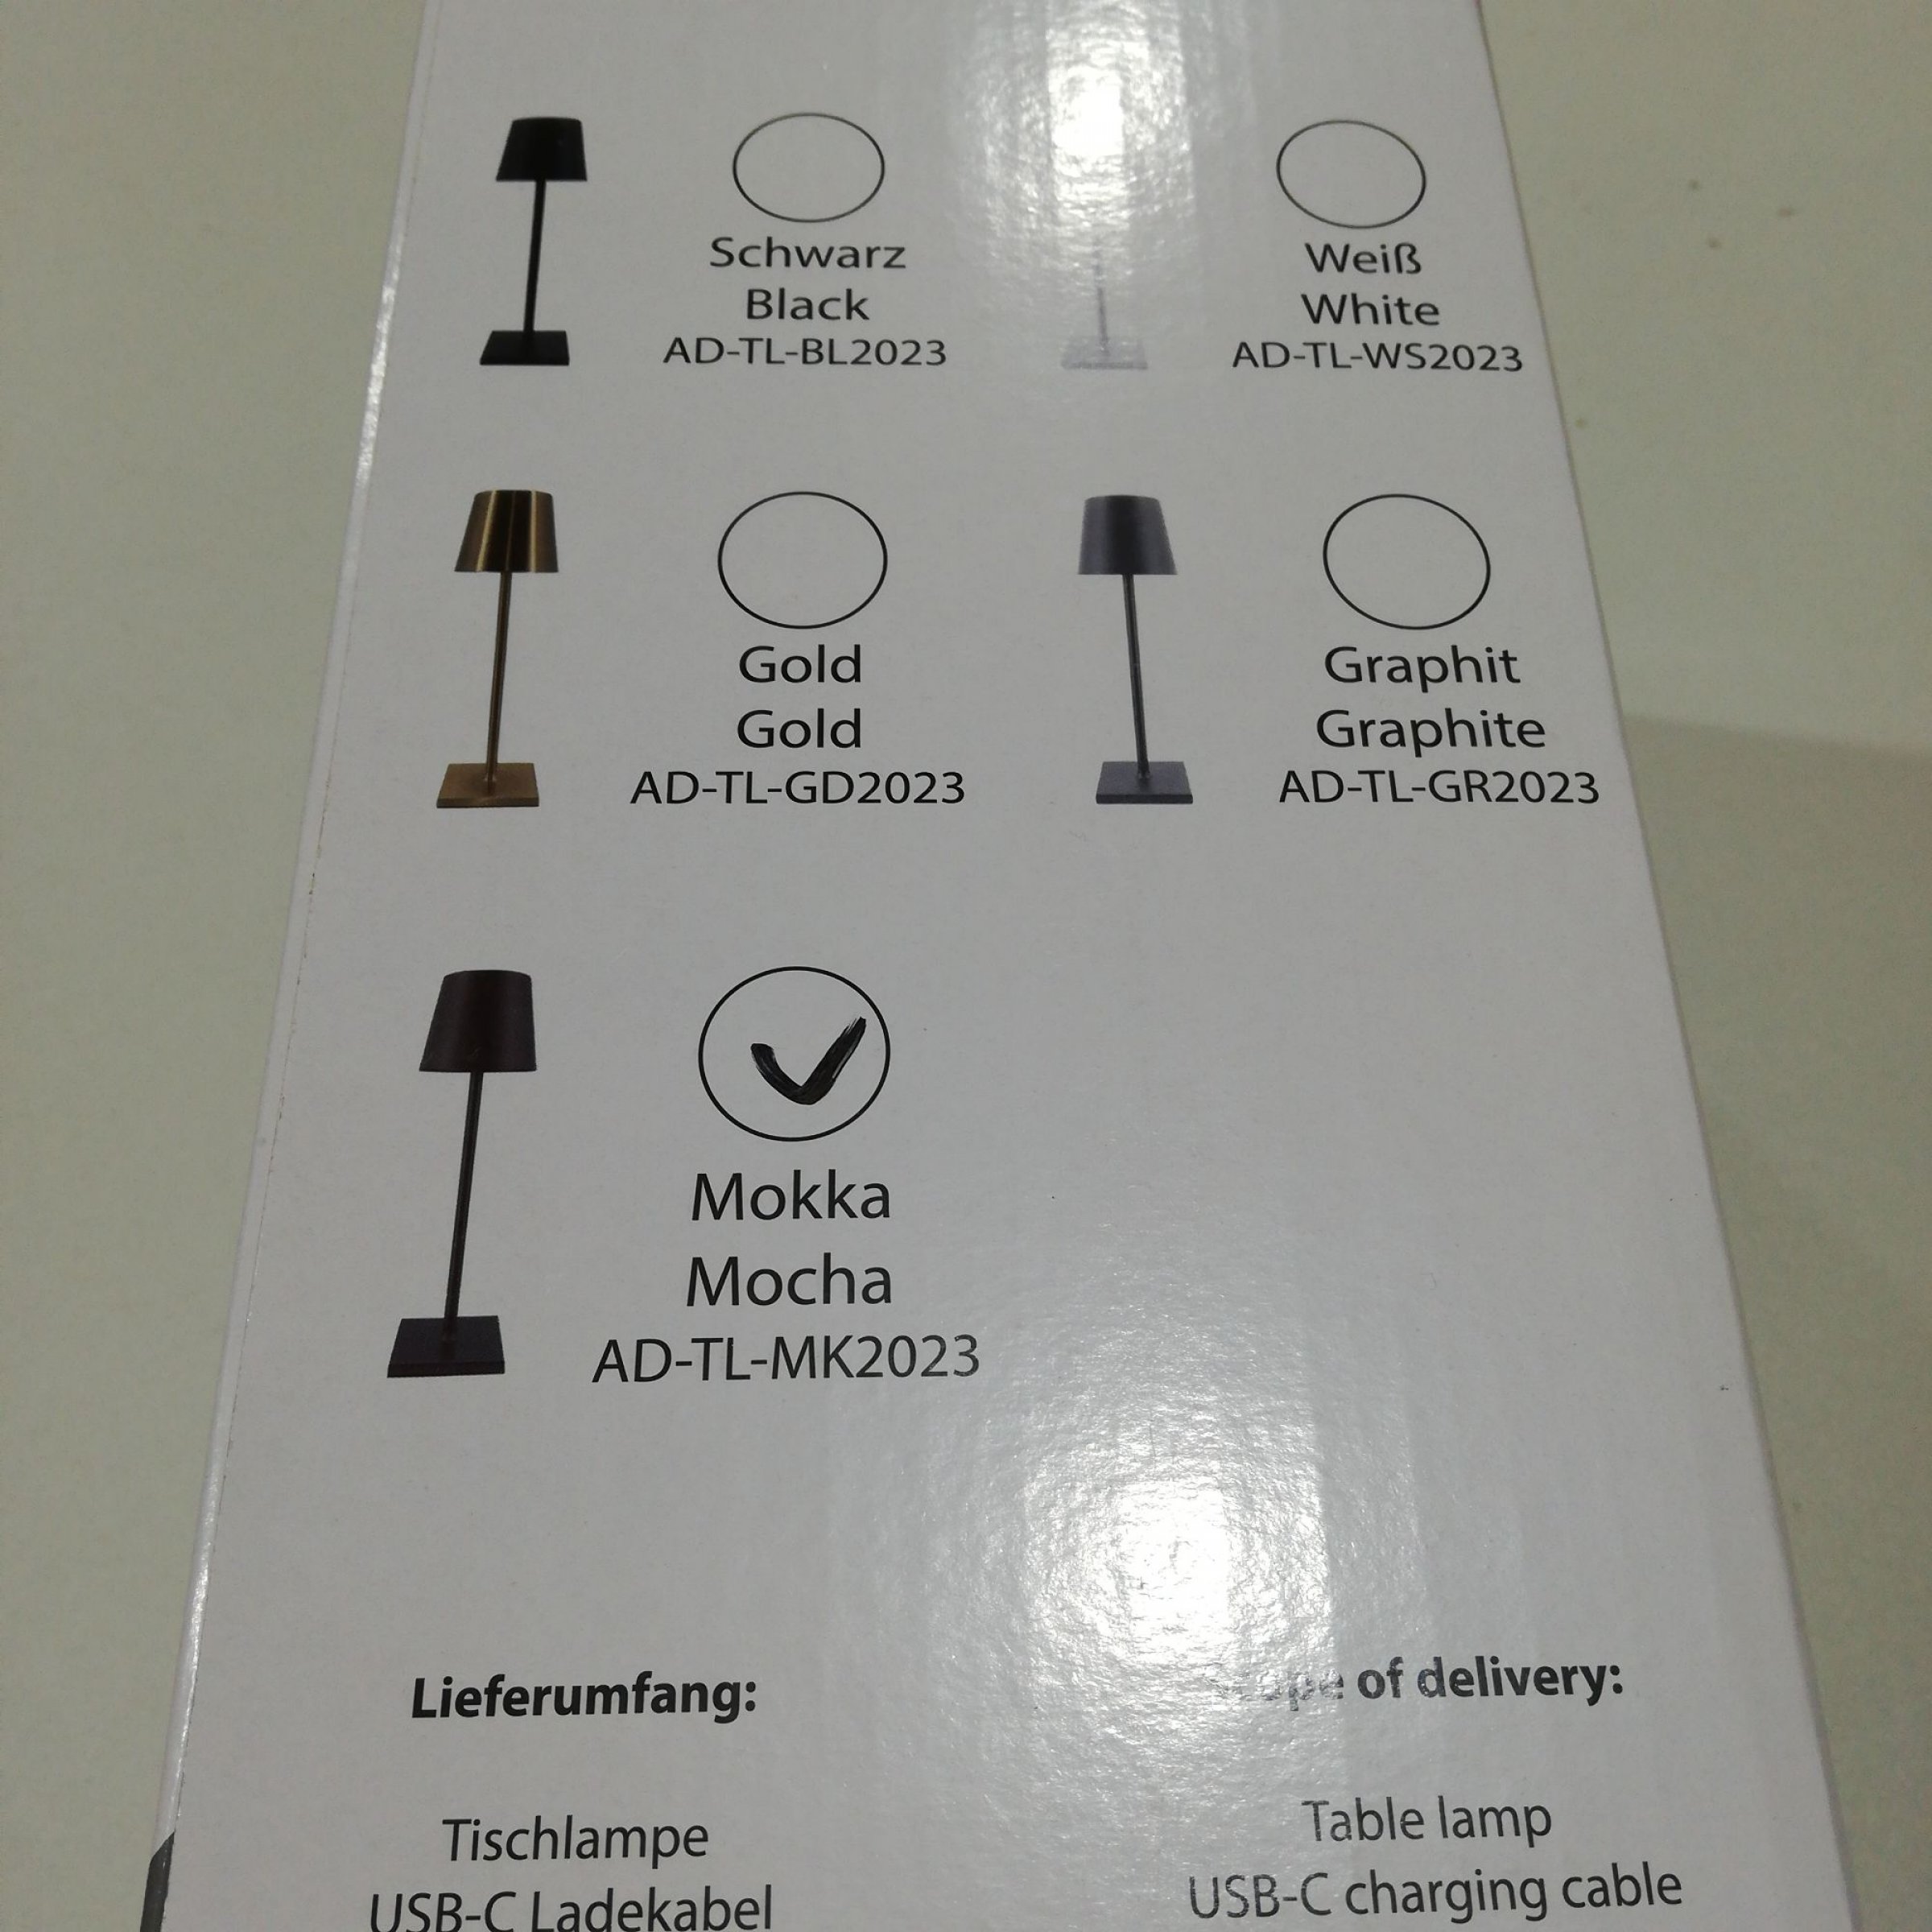 Schwarz
Black
AD-TL-BL2023
Weiß
White
AD-TL-WS2023
Gold
Gold
AD-TL-GD2023
Graphit
Graphite
AD-TL-GR2023
Mokka
Mocha
AD-TL-MK2023
Lieferumfang:
Tischlampe
USB-C Ladekabel
Scope of delivery:
Table lamp
USB-C charging cable